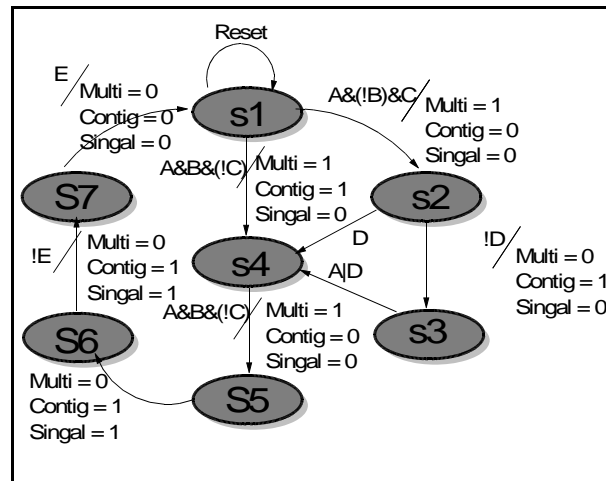 Reset
E
Multi = 0
Contig = 0
Singal = 0
s1
A&(!B)&C
Multi = 1
Contig = 0
Singal = 0
A&B&(!C)
Multi = 1
Contig = 1
Singal = 0
S7
s2
!E
Multi = 0
Contig = 1
Singal = 1
D
!D
Multi = 0
Contig = 1
Singal = 0
s4
A|D
A&B&(!C)
Multi = 1
Contig = 0
Singal = 0
s3
S6
Multi = 0
Contig = 1
Singal = 1
S5